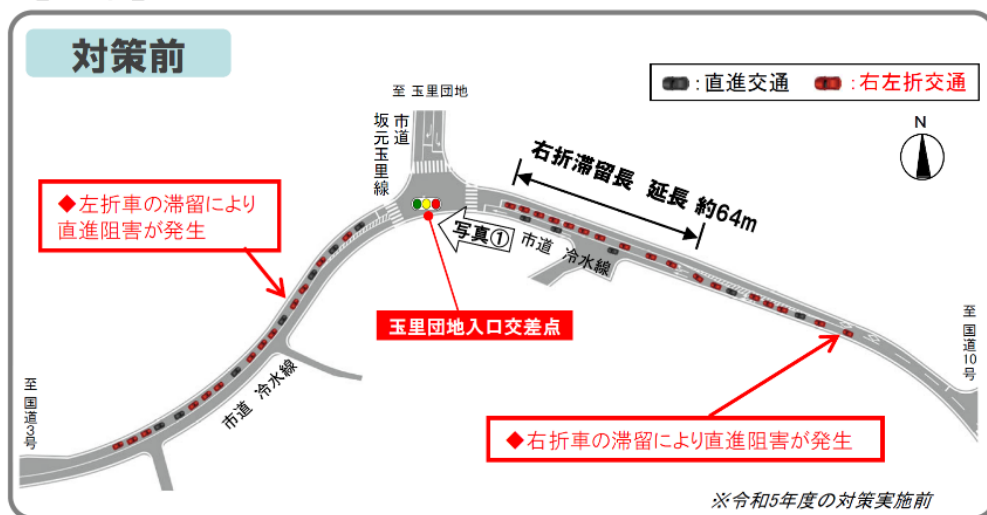 対策前
：直進交通
：右左折交通
至 玉里団地
市道
坂元玉里線
N
右折滞留長 延長 約64m
◆左折車の滞留により
直進阻害が発生
写真①
市道 冷水線
玉里団地入口交差点
至 国道10号
至 国道3号
市道 冷水線
◆右折車の滞留により直進阻害が発生
※令和5年度の対策実施前